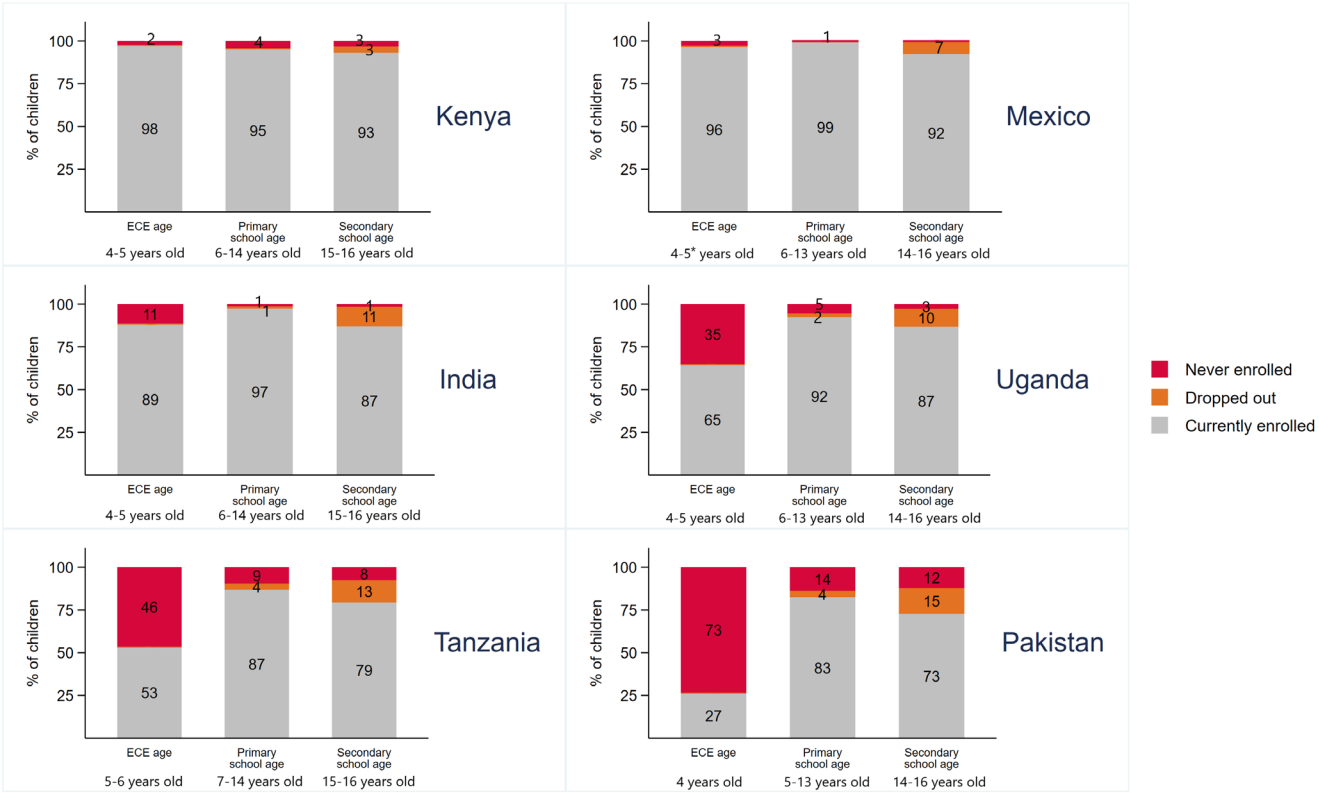 100
75
50
25
% of children
2
98
4
95
3
3
93
Kenya
ECE age
Primary
school age
Secondary
school age
4-5 years old
6-14 years old
15-16 years old
100
75
50
25
% of children
3
96
1
99
7
92
Mexico
ECE age
Primary
school age
Secondary
school age
4-5* years old
6-13 years old
14-16 years old
100
75
50
25
% of children
11
89
1
1
97
1
11
87
India
ECE age
Primary
school age
Secondary
school age
4-5 years old
6-14 years old
15-16 years old
100
75
50
25
% of children
35
65
5
2
92
3
10
87
Uganda
ECE age
Primary
school age
Secondary
school age
4-5 years old
6-13 years old
14-16 years old
Never enrolled
Dropped out
Currently enrolled
100
75
50
25
% of children
46
53
9
4
87
8
13
79
Tanzania
ECE age
Primary
school age
Secondary
school age
5-6 years old
7-14 years old
15-16 years old
100
75
50
25
% of children
73
27
14
4
83
12
15
73
Pakistan
ECE age
Primary
school age
Secondary
school age
4 years old
5-13 years old
14-16 years old